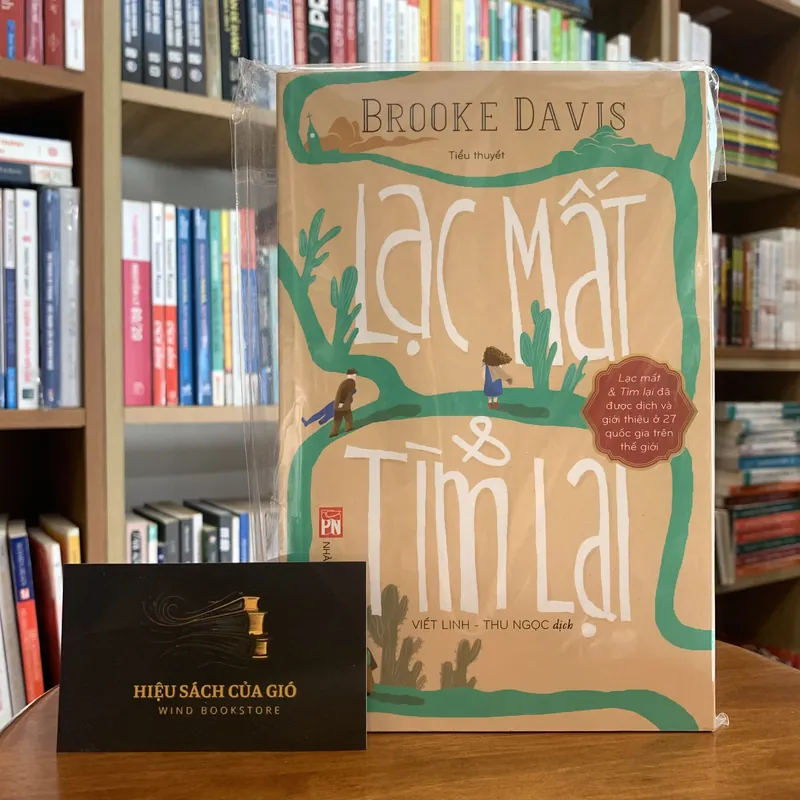 BROOKE DAVIS
Tiểu thuyết
LẠC MẤT
&
TÌM LẠI
Lạc mất
& Tìm lại đã
được dịch và
giới thiệu ở 27
quốc gia trên
thế giới
PN
NHÀ
VIẾT LINH - THU NGỌC dịch
HIỆU SÁCH CỦA GIÓ
WIND BOOKSTORE